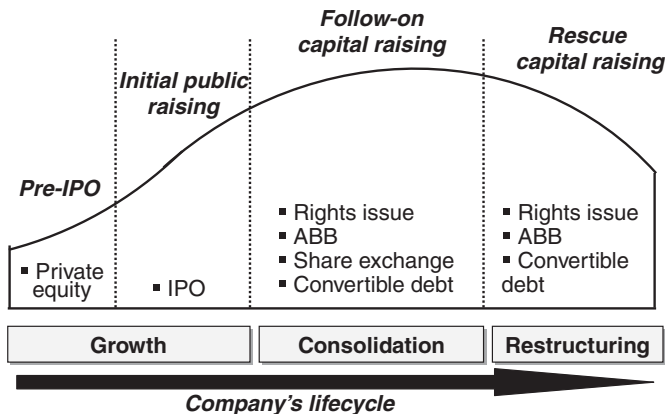 Follow-on
capital raising
Rescue
capital raising
Initial public
raising
Pre-IPO
▪ Private
equity
▪ IPO
▪ Rights issue
▪ ABB
▪ Share exchange
▪ Convertible debt
▪ Rights issue
▪ ABB
▪ Convertible
debt
Growth
Consolidation
Restructuring
Company's lifecycle